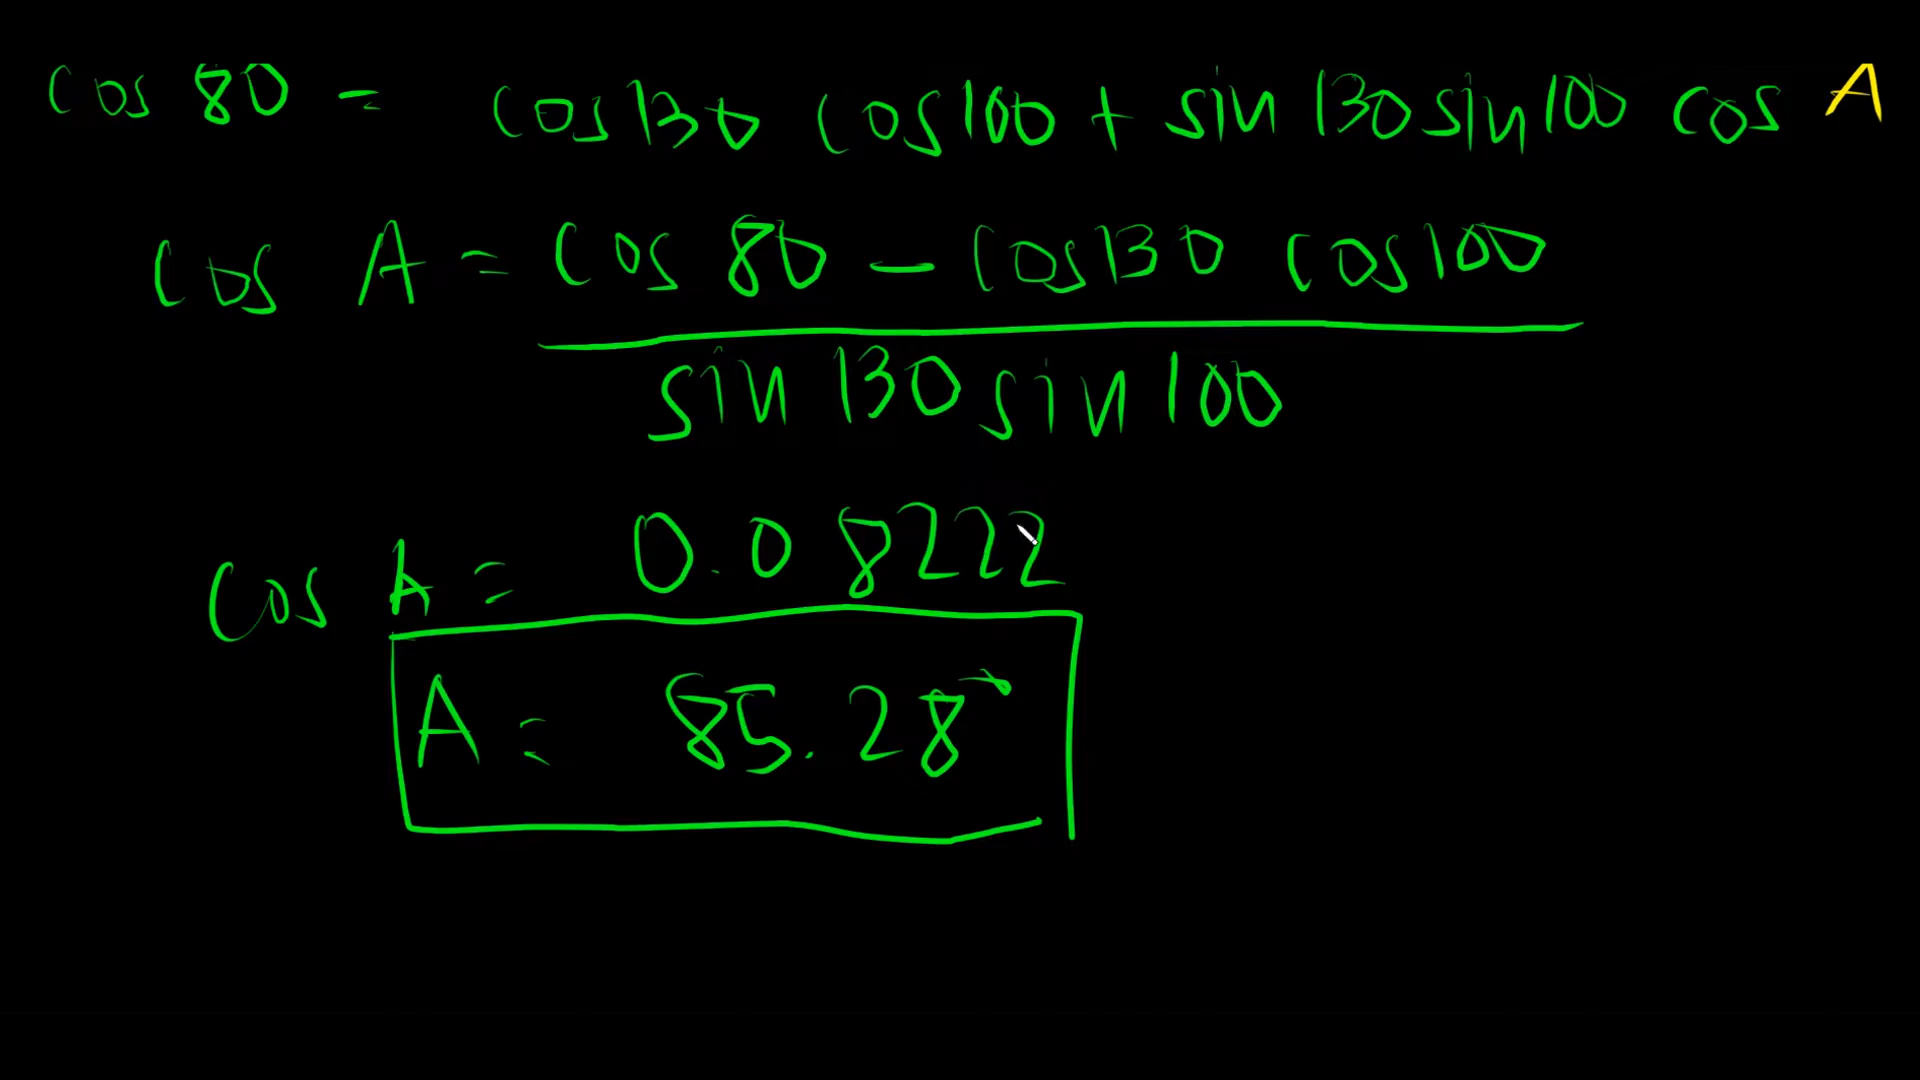 cos 80 = cos 130 cos 100 + sin 130 sin 100 cos A
cos A = cos 80 - cos 130 cos 100
sin 130 sin 100
cos A = 0.08222
A = 85.28°